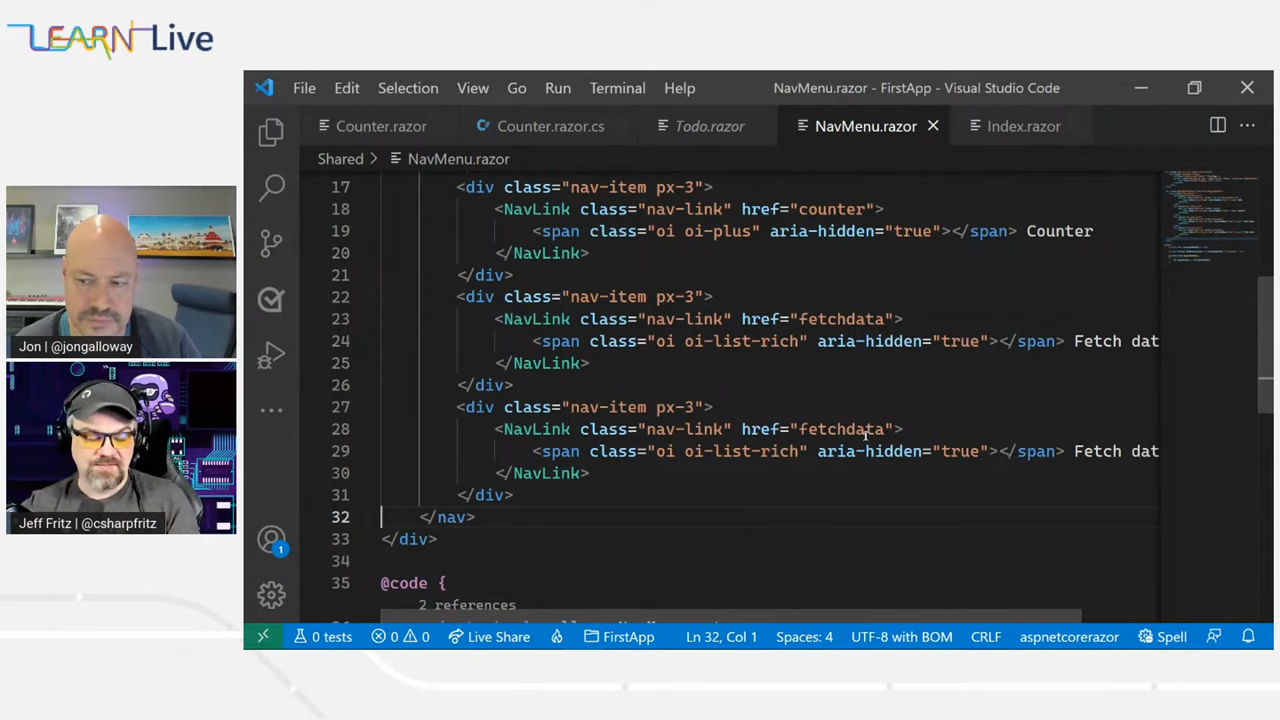 LEARN Live
File Edit Selection View Go Run Terminal Help NavMenu.razor - FirstApp - Visual Studio Code
Counter.razor Counter.razor.cs Todo.razor NavMenu.razor Index.razor
Shared > NavMenu.razor
17 <div class="nav-item px-3">
18 <NavLink class="nav-link" href="counter">
19 <span class="oi oi-plus" aria-hidden="true"></span> Counter
20 </NavLink>
21 </div>
22 <div class="nav-item px-3">
23 <NavLink class="nav-link" href="fetchdata">
24 <span class="oi oi-list-rich" aria-hidden="true"></span> Fetch dat
25 </NavLink>
26 </div>
27 <div class="nav-item px-3">
28 <NavLink class="nav-link" href="fetchdata">
29 <span class="oi oi-list-rich" aria-hidden="true"></span> Fetch dat
30 </NavLink>
31 </div>
32 </nav>
33 </div>
34
35 @code {
2 references
Jon | @jongalloway
Jeff Fritz | @csharpfritz
1
0 tests 0 0 Live Share FirstApp Ln 32, Col 1 Spaces: 4 UTF-8 with BOM CRLF aspnetcorerazor Spell